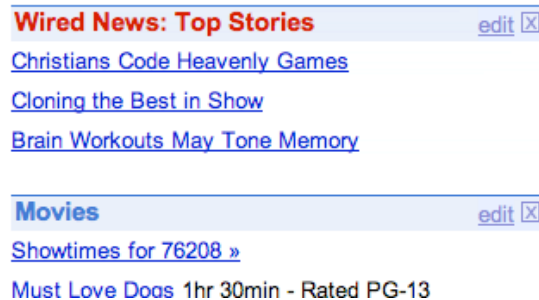 Wired News: Top Stories edit X
Christians Code Heavenly Games
Cloning the Best in Show
Brain Workouts May Tone Memory
Movies edit X
Showtimes for 76208 »
Must Love Dogs 1hr 30min - Rated PG-13